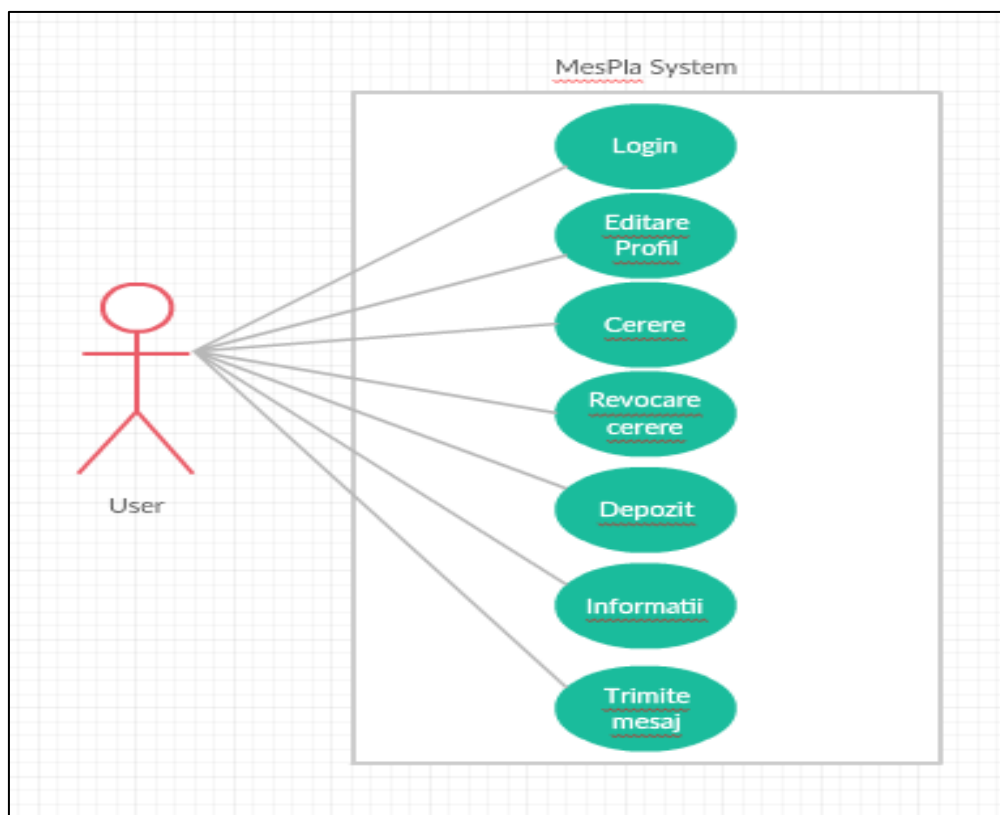 MesPla System
Login
Editare
Profil
Cerere
Revocare
cerere
Depozit
Informatii
Trimite
mesaj
User